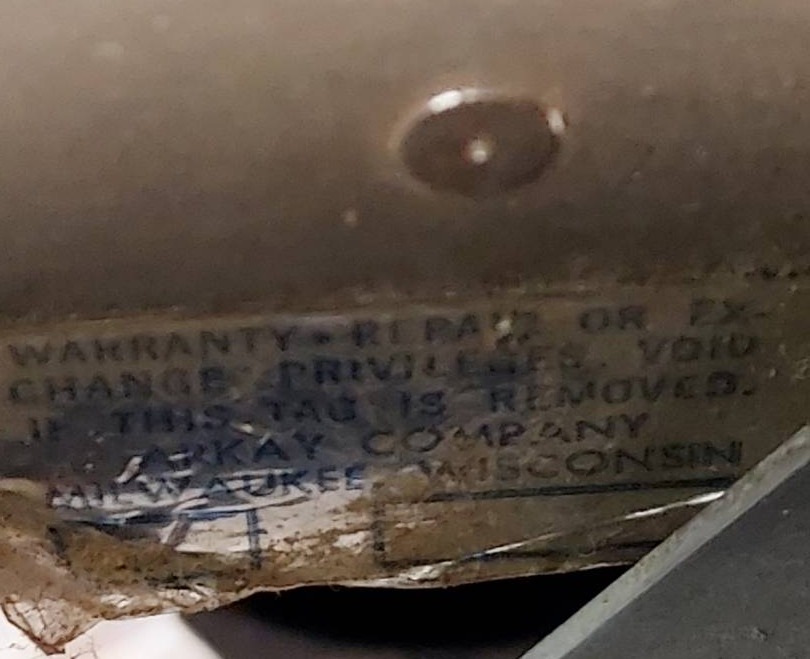 WARRANTY • REPAIR OR EX-
CHANGE PRIVILEGES VOID
IF THIS TAG IS REMOVED.
ARKAY COMPANY
MILWAUKEE WISCONSIN